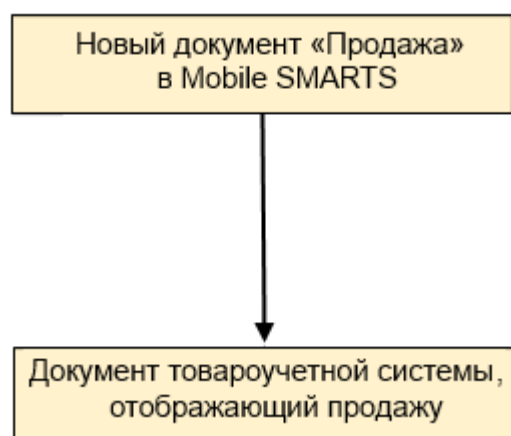 Новый документ «Продажа»
в Mobile SMARTS
Документ товароучетной системы,
отображающий продажу